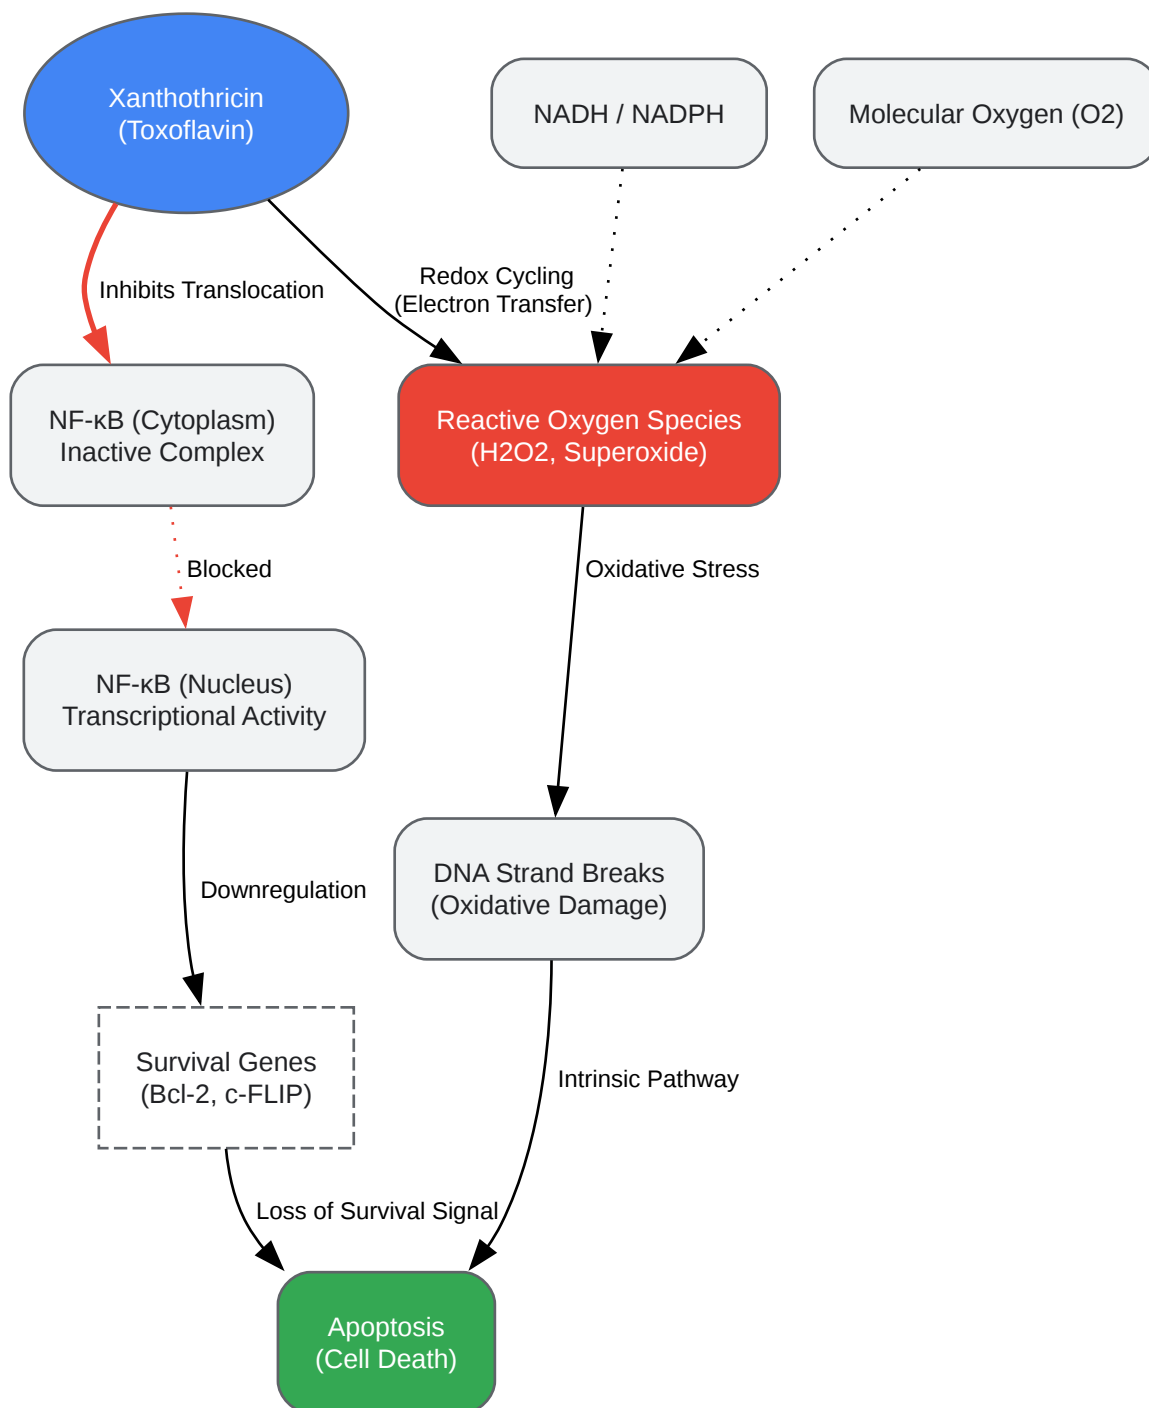 Xanthothricin
(Toxoflavin)
NADH / NADPH
Molecular Oxygen (O2)
Inhibits Translocation
Redox Cycling
(Electron Transfer)
NF-κB (Cytoplasm)
Inactive Complex
Reactive Oxygen Species
(H2O2, Superoxide)
Blocked
Oxidative Stress
NF-κB (Nucleus)
Transcriptional Activity
Downregulation
DNA Strand Breaks
(Oxidative Damage)
Survival Genes
(Bcl-2, c-FLIP)
Intrinsic Pathway
Loss of Survival Signal
Apoptosis
(Cell Death)